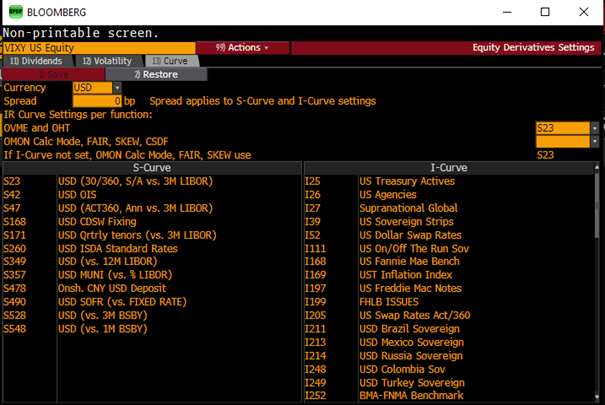 BLOOMBERG
Non-printable screen.
VIXY US Equity 99) Actions Equity Derivatives Settings
11) Dividends 12) Volatility 13) Curve
1) Save 2) Restore
Currency USD
Spread 0 bp Spread applies to S-Curve and I-Curve settings
IR Curve Settings per function:
OVME and OHT S23
OMON Calc Mode, FAIR, SKEW, CSDF
If I-Curve not set, OMON Calc Mode, FAIR, SKEW use S23
S-Curve I-Curve
S23 USD (30/360, S/A vs. 3M LIBOR) I25 US Treasury Actives
S42 USD OIS I26 US Agencies
S47 USD (ACT360, Ann vs. 3M LIBOR) I27 Supranational Global
S168 USD CDSW Fixing I39 US Sovereign Strips
S171 USD Qrtrly tenors (vs. 3M LIBOR) I52 US Dollar Swap Rates
S260 USD ISDA Standard Rates I111 US On/Off The Run Sov
S349 USD (vs. 12M LIBOR) I168 US Fannie Mae Bench
S357 USD MUNI (vs. % LIBOR) I169 UST Inflation Index
S478 Onsh. CNY USD Deposit I197 US Freddie Mac Notes
S490 USD SOFR (vs. FIXED RATE) I199 FHLB ISSUES
S528 USD (vs. 3M BSBY) I205 US Swap Rates Act/360
S548 USD (vs. 1M BSBY) I211 USD Brazil Sovereign
I213 USD Mexico Sovereign
I214 USD Russia Sovereign
I248 USD Colombia Sov
I249 USD Turkey Sovereign
I252 BMA-FNMA Benchmark